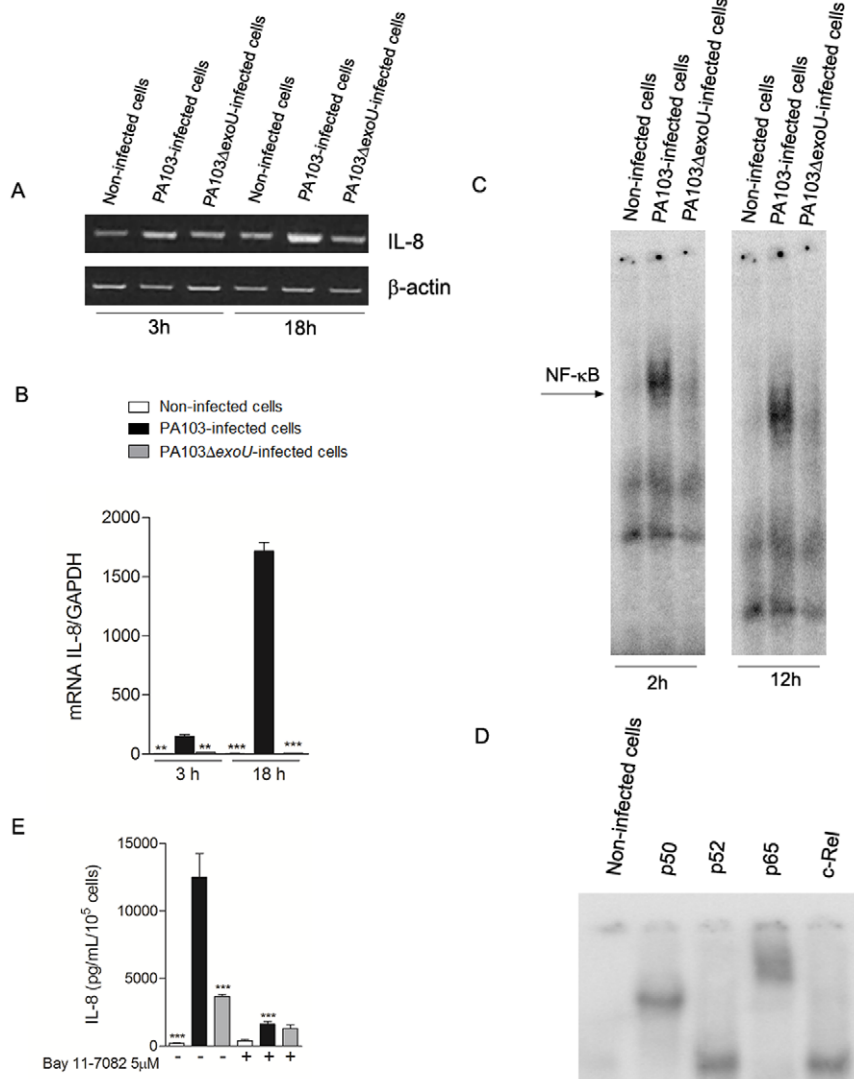 A
Non-infected cells
PA103-infected cells
PA103ΔexoU-infected cells
Non-infected cells
PA103-infected cells
PA103ΔexoU-infected cells
IL-8
β-actin
3h
18h
B
Non-infected cells
PA103-infected cells
PA103ΔexoU-infected cells
mRNA IL-8/GAPDH
2000
1500
1000
500
0
** ** *** ***
3 h
18 h
C
Non-infected cells
PA103-infected cells
PA103ΔexoU-infected cells
Non-infected cells
PA103-infected cells
PA103ΔexoU-infected cells
NF-κB
2h
12h
D
Non-infected cells
p50
p52
p65
c-Rel
E
IL-8 (pg/mL/10⁵ cells)
15000
10000
5000
0
*** *** ***
Bay 11-7082 5μM - - - + + +